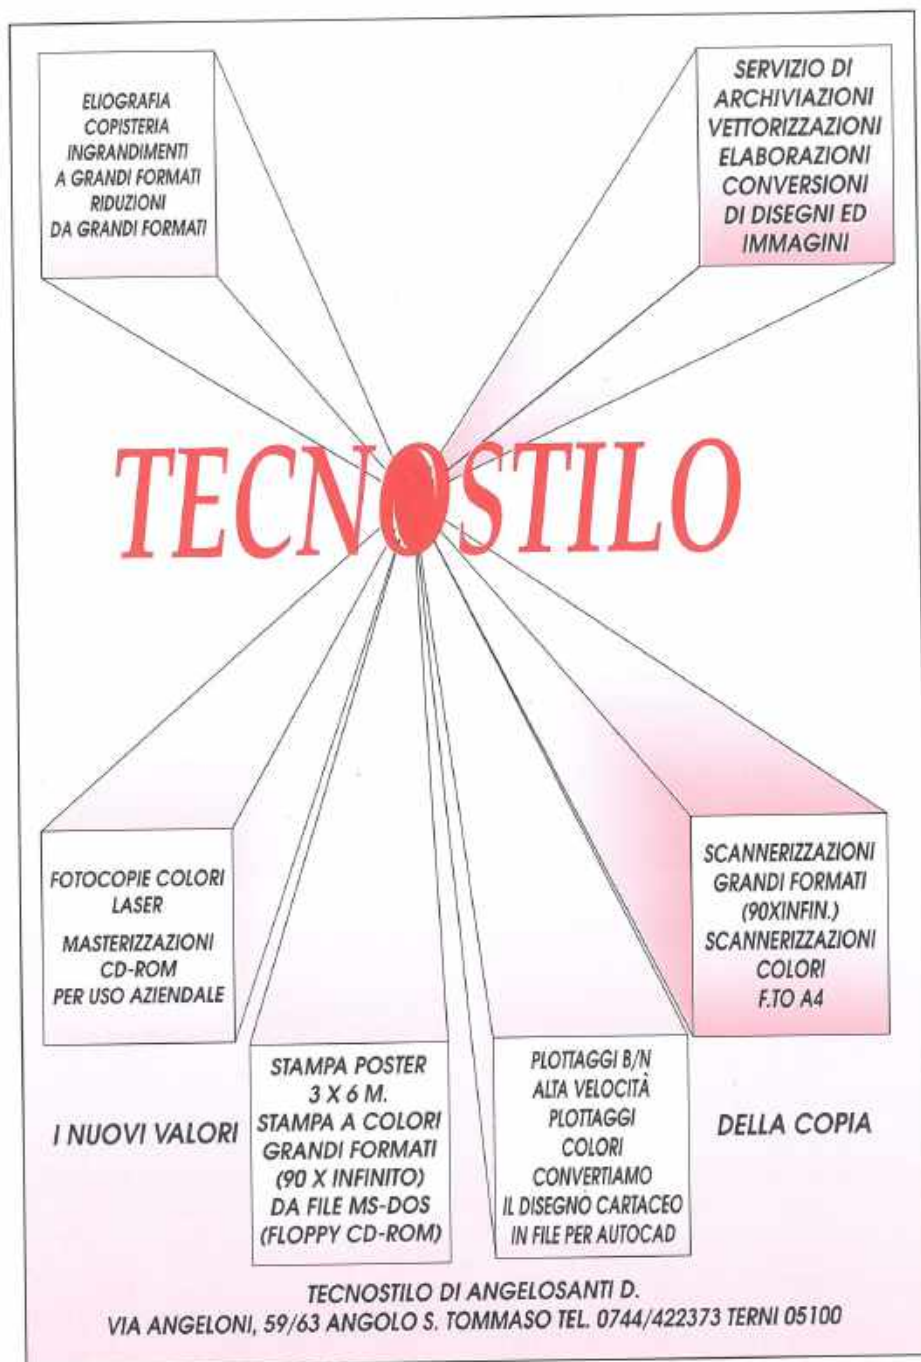 ELIOGRAFIA
COPISTERIA
INGRANDIMENTI
A GRANDI FORMATI
RIDUZIONI
DA GRANDI FORMATI
SERVIZIO DI
ARCHIVIAZIONI
VETTORIZZAZIONI
ELABORAZIONI
CONVERSIONI
DI DISEGNI ED
IMMAGINI
TECNOSTILO
FOTOCOPIE COLORI
LASER
MASTERIZZAZIONI
CD-ROM
PER USO AZIENDALE
SCANNERIZZAZIONI
GRANDI FORMATI
(90XINFIN.)
SCANNERIZZAZIONI
COLORI
F.TO A4
I NUOVI VALORI
STAMPA POSTER
3 X 6 M.
STAMPA A COLORI
GRANDI FORMATI
(90 X INFINITO)
DA FILE MS-DOS
(FLOPPY CD-ROM)
PLOTTAGGI B/N
ALTA VELOCITÀ
PLOTTAGGI
COLORI
CONVERTIAMO
IL DISEGNO CARTACEO
IN FILE PER AUTOCAD
DELLA COPIA
TECNOSTILO DI ANGELOSANTI D.
VIA ANGELONI, 59/63 ANGOLO S. TOMMASO TEL. 0744/422373 TERNI 05100